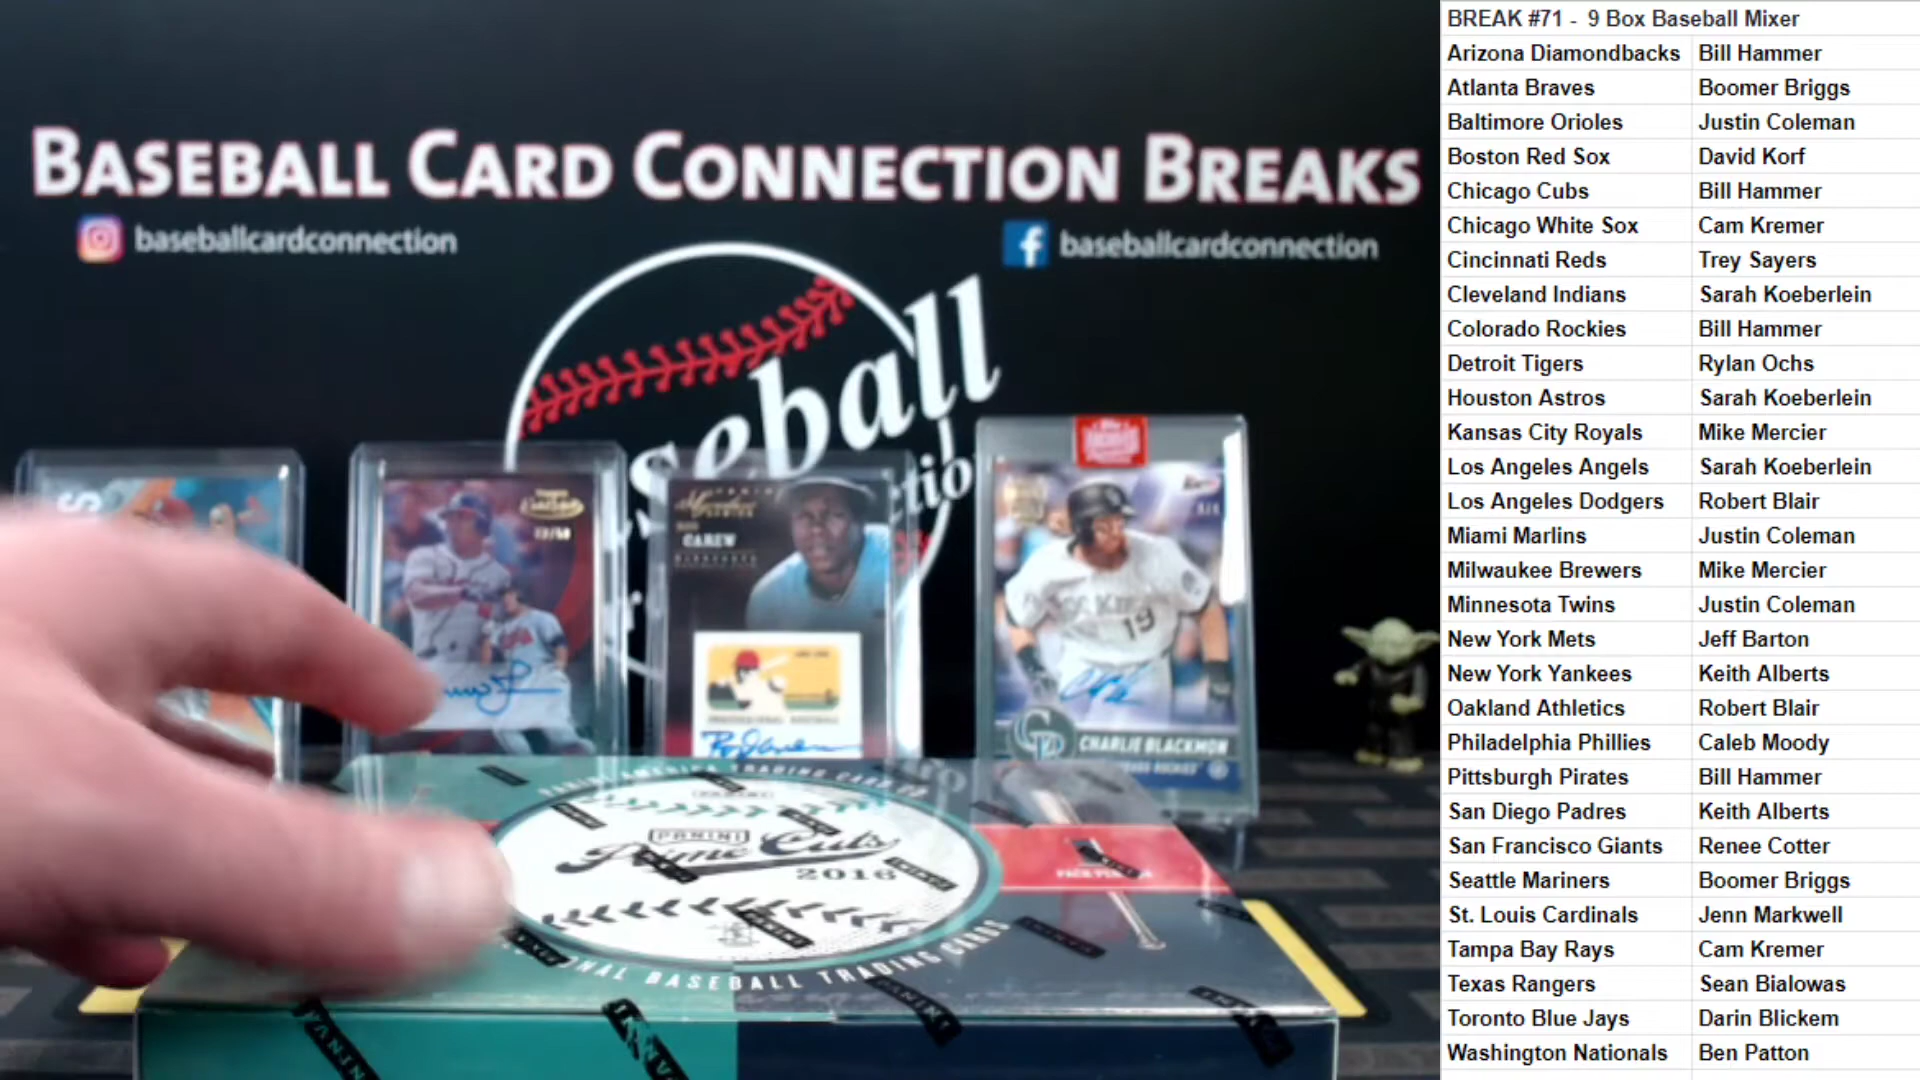 BASEBALL CARD CONNECTION BREAKS
baseballcardconnection
baseballcardconnection
CAREW
19
CHARLIE BLACKMON
PANINI AMERICA TRADING CARD CO
PANINI
Prime Cuts
2016
BASEBALL TRADING CARDS
PANINI
BREAK #71 - 9 Box Baseball Mixer
Arizona Diamondbacks Bill Hammer
Atlanta Braves Boomer Briggs
Baltimore Orioles Justin Coleman
Boston Red Sox David Korf
Chicago Cubs Bill Hammer
Chicago White Sox Cam Kremer
Cincinnati Reds Trey Sayers
Cleveland Indians Sarah Koeberlein
Colorado Rockies Bill Hammer
Detroit Tigers Rylan Ochs
Houston Astros Sarah Koeberlein
Kansas City Royals Mike Mercier
Los Angeles Angels Sarah Koeberlein
Los Angeles Dodgers Robert Blair
Miami Marlins Justin Coleman
Milwaukee Brewers Mike Mercier
Minnesota Twins Justin Coleman
New York Mets Jeff Barton
New York Yankees Keith Alberts
Oakland Athletics Robert Blair
Philadelphia Phillies Caleb Moody
Pittsburgh Pirates Bill Hammer
San Diego Padres Keith Alberts
San Francisco Giants Renee Cotter
Seattle Mariners Boomer Briggs
St. Louis Cardinals Jenn Markwell
Tampa Bay Rays Cam Kremer
Texas Rangers Sean Bialowas
Toronto Blue Jays Darin Blickem
Washington Nationals Ben Patton